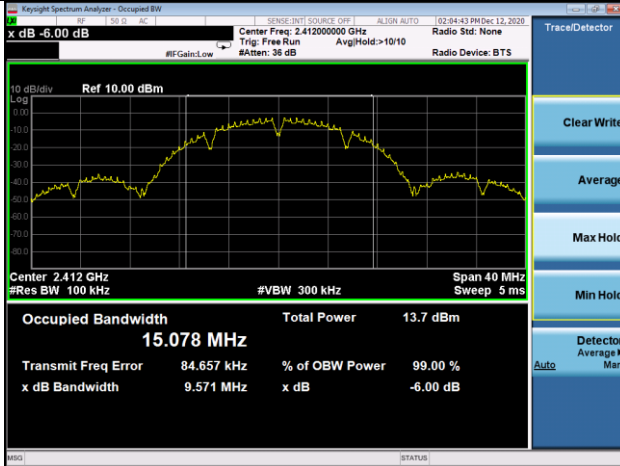 Keysight Spectrum Analyzer - Occupied BW
RF 50 Ω AC SENSE:INT SOURCE OFF ALIGN AUTO 02:04:43 PM Dec 12, 2020
x dB -6.00 dB Center Freq: 2.412000000 GHz Radio Std: None
Trig: Free Run Avg|Hold:>10/10
#IFGain:Low #Atten: 36 dB Radio Device: BTS
Trace/Detector
10 dB/div Ref 10.00 dBm
Log
0.00
-10.0
-20.0
-30.0
-40.0
-50.0
-60.0
-70.0
-80.0
Center 2.412 GHz Span 40 MHz
#Res BW 100 kHz #VBW 300 kHz Sweep 5 ms
Occupied Bandwidth Total Power 13.7 dBm
15.078 MHz
Transmit Freq Error 84.657 kHz % of OBW Power 99.00 %
x dB Bandwidth 9.571 MHz x dB -6.00 dB
Clear Write
Average
Max Hold
Min Hold
Detector
Average
Auto Man
MSG STATUS